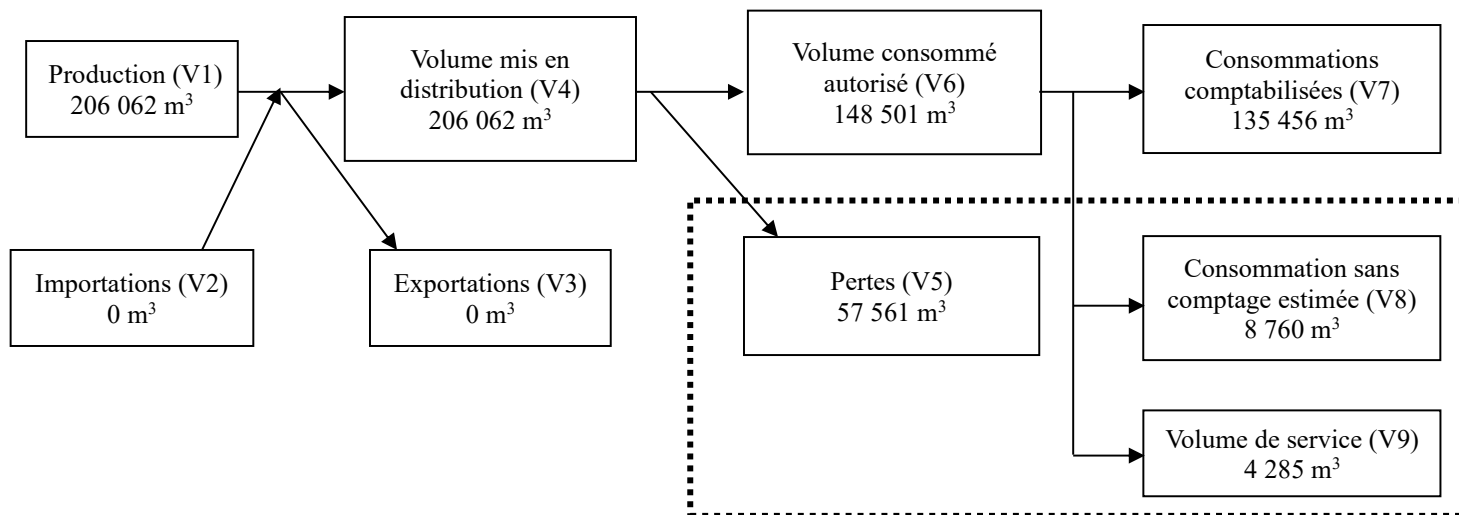 Production (V1)
206 062 m³
Volume mis en
distribution (V4)
206 062 m³
Volume consommé
autorisé (V6)
148 501 m³
Consommations
comptabilisées (V7)
135 456 m³
Importations (V2)
0 m³
Exportations (V3)
0 m³
Pertes (V5)
57 561 m³
Consommation sans
comptage estimée (V8)
8 760 m³
Volume de service (V9)
4 285 m³